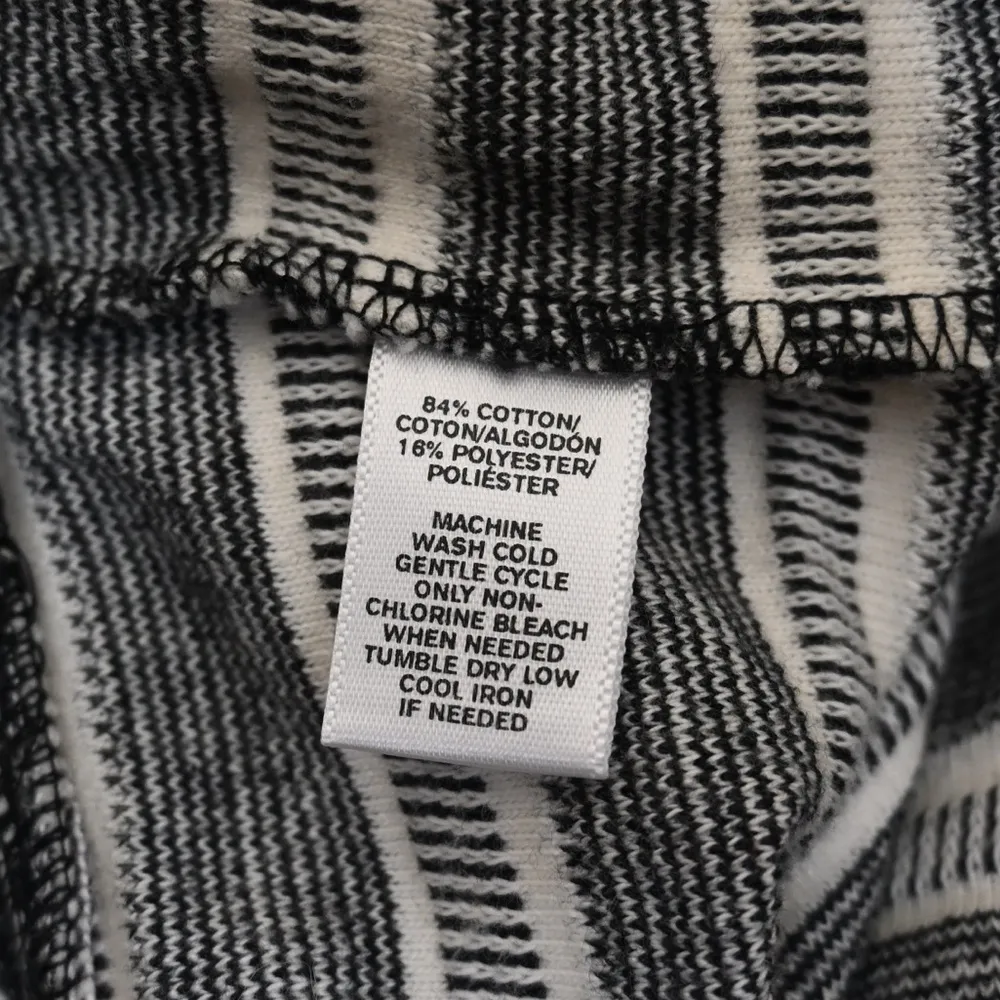 84% COTTON/
COTON/ALGODÓN
16% POLYESTER/
POLIÉSTER
MACHINE
WASH COLD
GENTLE CYCLE
ONLY NON-
CHLORINE BLEACH
WHEN NEEDED
TUMBLE DRY LOW
COOL IRON
IF NEEDED